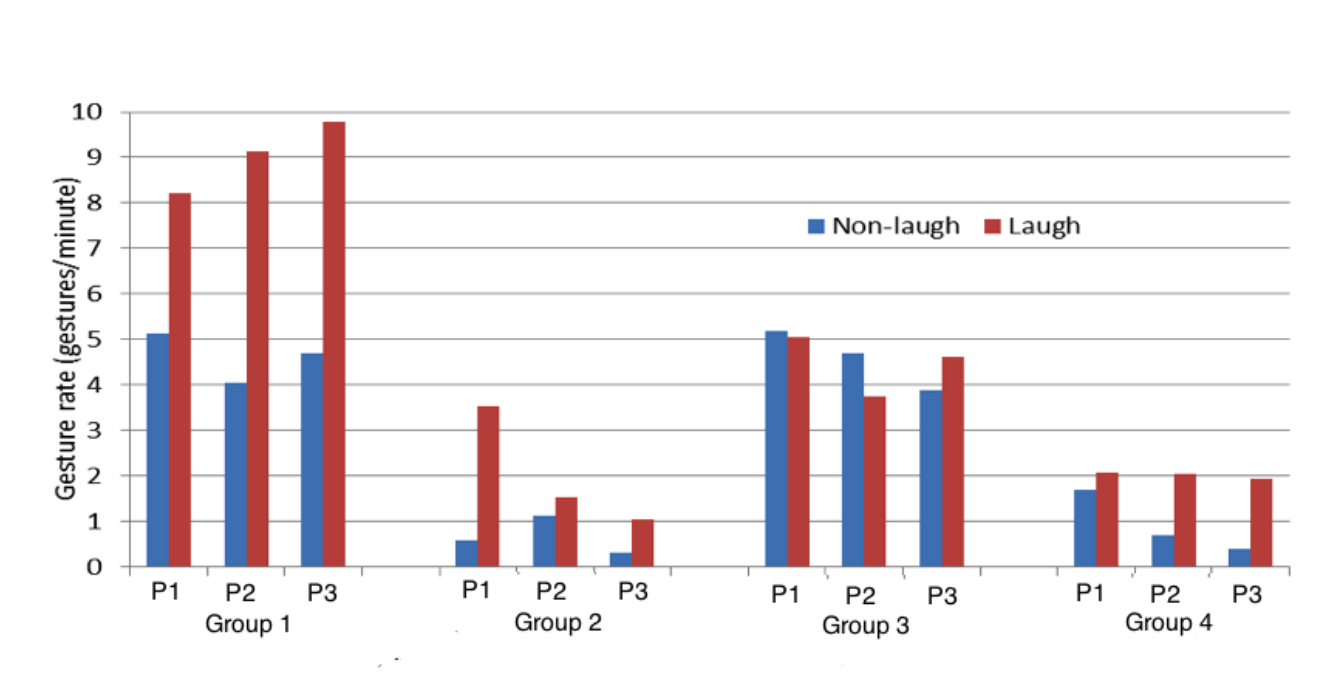 10
9
8
7
6
5
4
3
2
1
0
Gesture rate (gestures/minute)
Non-laugh Laugh
P1 P2 P3 P1 P2 P3 P1 P2 P3 P1 P2 P3
Group 1 Group 2 Group 3 Group 4